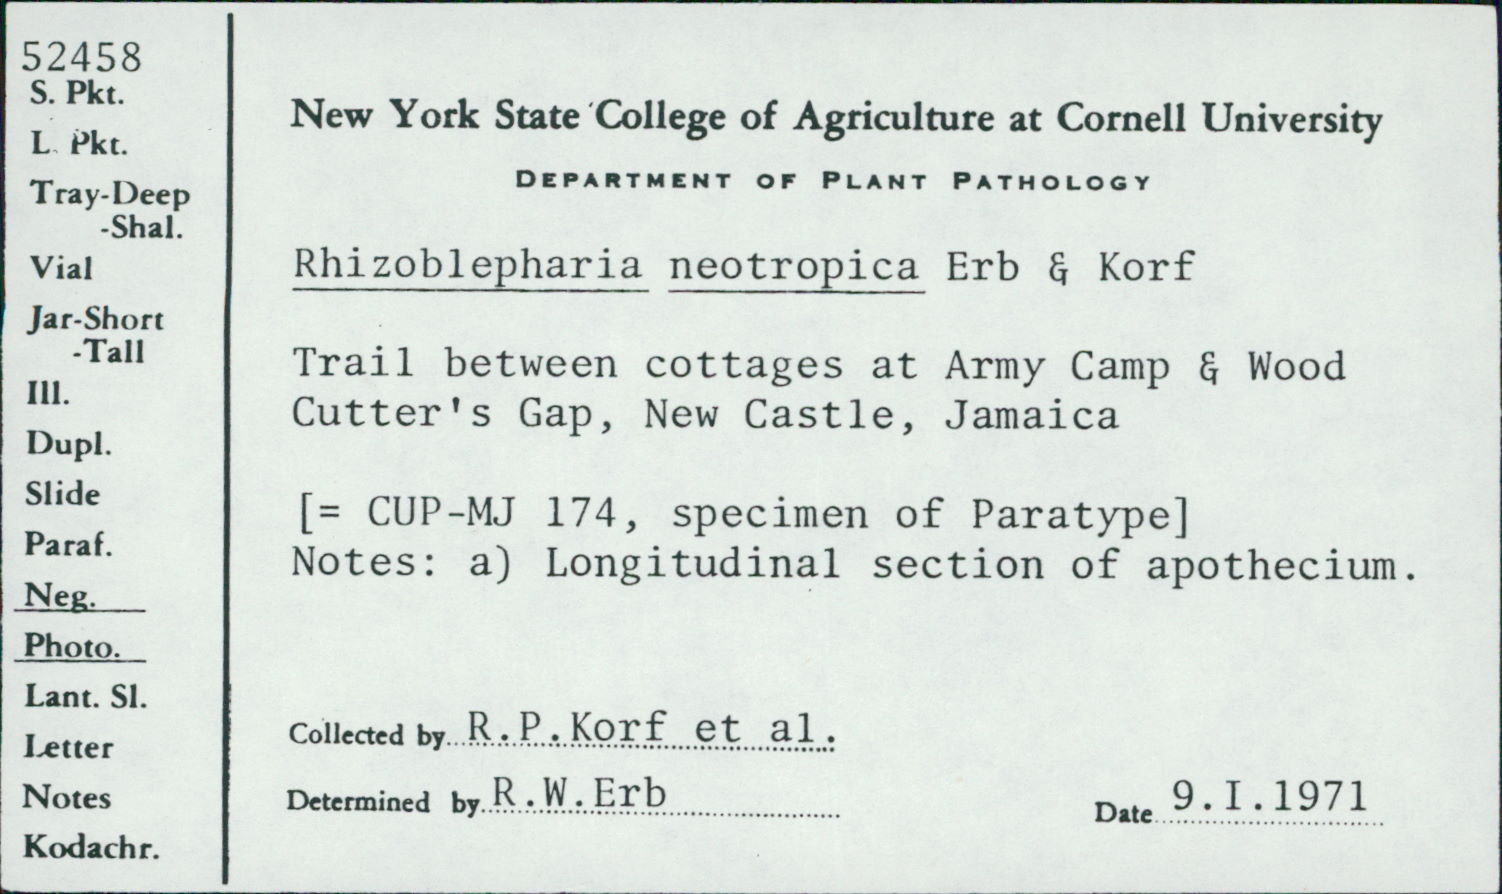 52458
S. Pkt.
L. Pkt.
Tray-Deep
-Shal.
Vial
Jar-Short
-Tall
Ill.
Dupl.
Slide
Paraf.
Neg.
Photo.
Lant. Sl.
Letter
Notes
Kodachr.
New York State College of Agriculture at Cornell University
DEPARTMENT OF PLANT PATHOLOGY
Rhizoblepharia neotropica Erb & Korf
Trail between cottages at Army Camp & Wood
Cutter's Gap, New Castle, Jamaica
[= CUP-MJ 174, specimen of Paratype]
Notes: a) Longitudinal section of apothecium.
Collected by R.P.Korf et al.
Determined by R.W.Erb
Date 9.I.1971